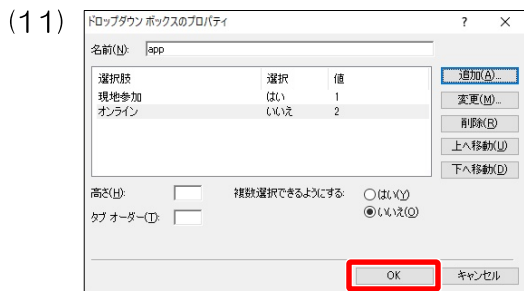 (11)
ドロップダウン ボックスのプロパティ ? ×
名前(N): app
選択肢 選択 値
現地参加 はい 1
オンライン いいえ 2
追加(A)...
変更(M)...
削除(R)
上へ移動(U)
下へ移動(D)
高さ(H): 複数選択できるようにする: はい(Y)
タブ オーダー(T): いいえ(O)
OK キャンセル